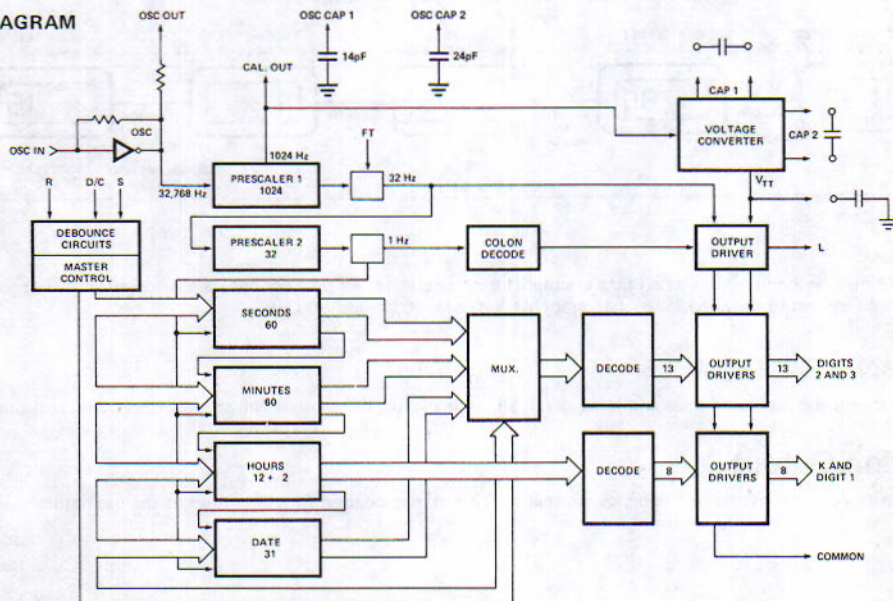 AGRAM
OSC OUT
OSC CAP 1
OSC CAP 2
14pF
24pF
CAL. OUT
CAP 1
VOLTAGE
CONVERTER
CAP 2
VTT
OSC
OSC IN
FT
1024 Hz
32,768 Hz
PRESCALER 1
1024
32 Hz
R
D/C
S
DEBOUNCE
CIRCUITS
MASTER
CONTROL
PRESCALER 2
32
1 Hz
COLON
DECODE
OUTPUT
DRIVER
L
SECONDS
60
MINUTES
60
MUX.
DECODE
13
OUTPUT
DRIVERS
13
DIGITS
2 AND 3
HOURS
12 ÷ 2
DECODE
8
OUTPUT
DRIVERS
8
K AND
DIGIT 1
DATE
31
COMMON